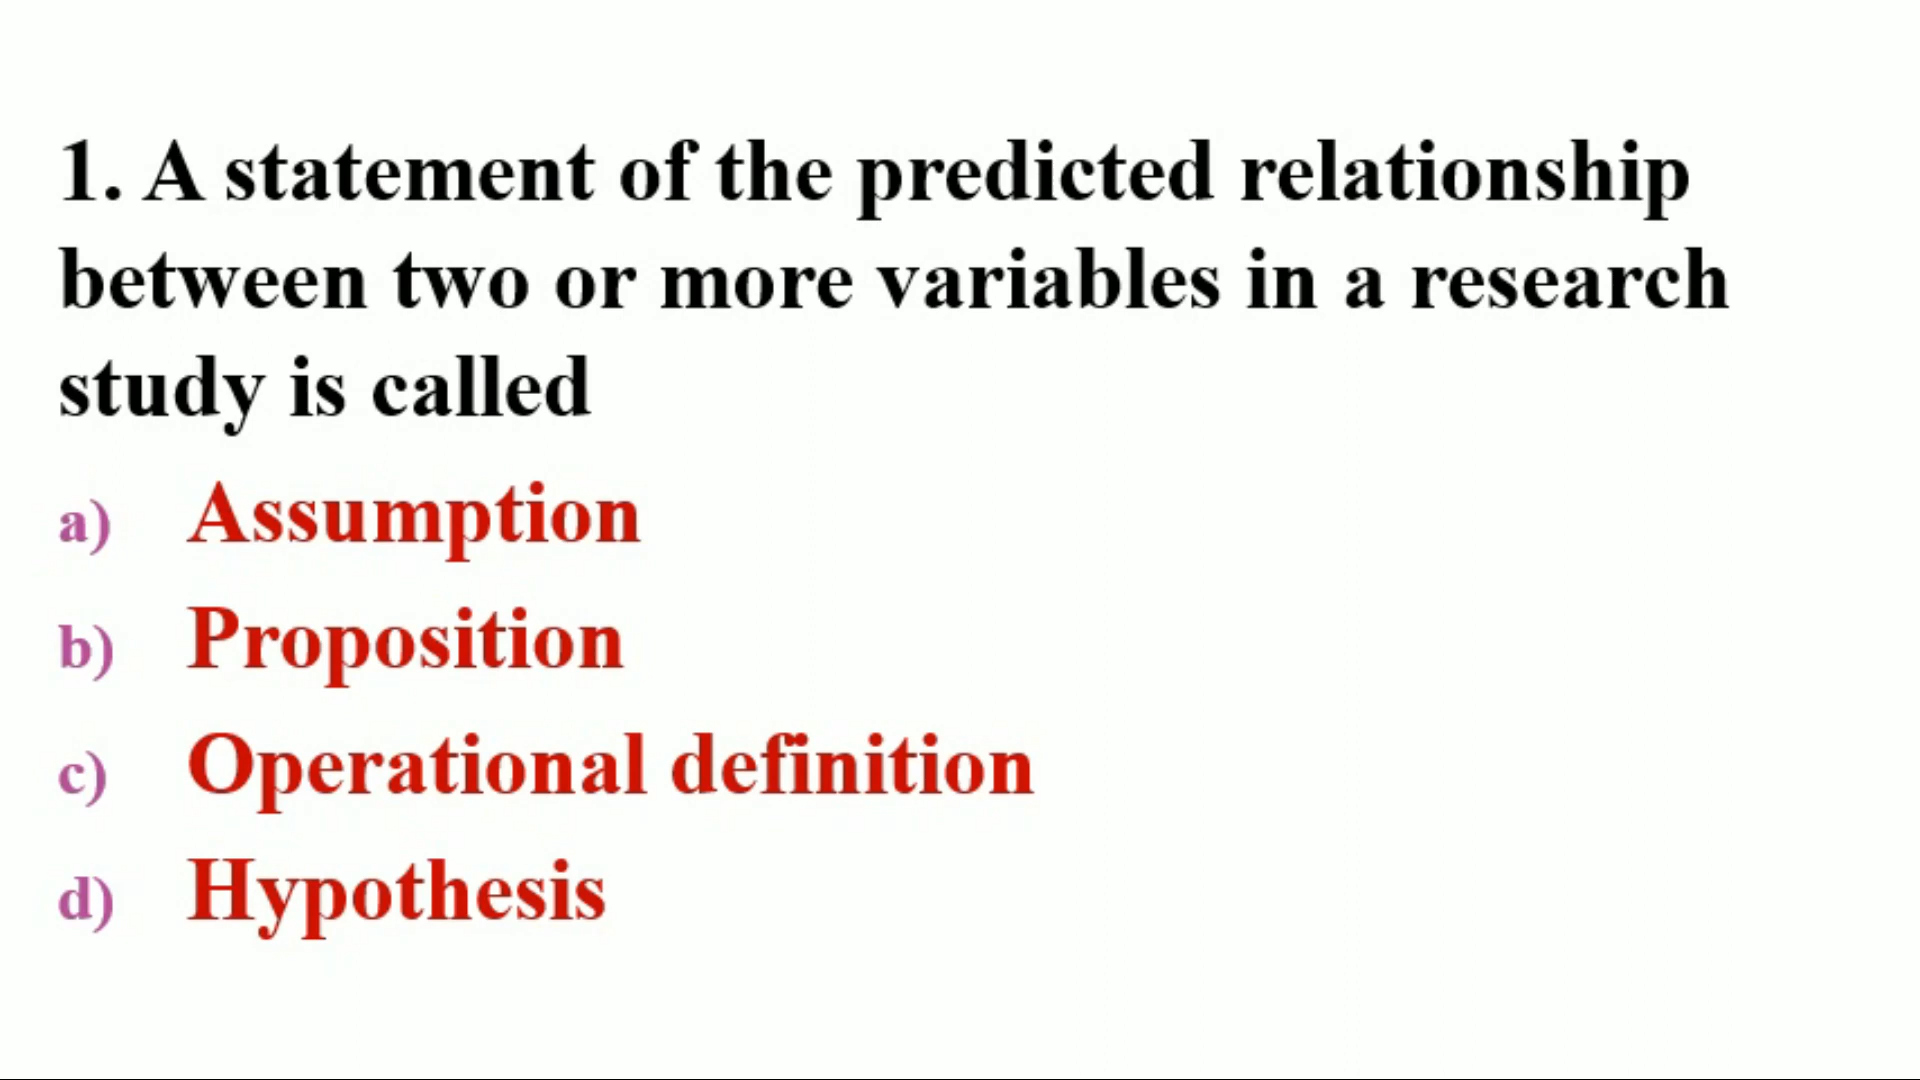 1. A statement of the predicted relationship
between two or more variables in a research
study is called
a) Assumption
b) Proposition
c) Operational definition
d) Hypothesis